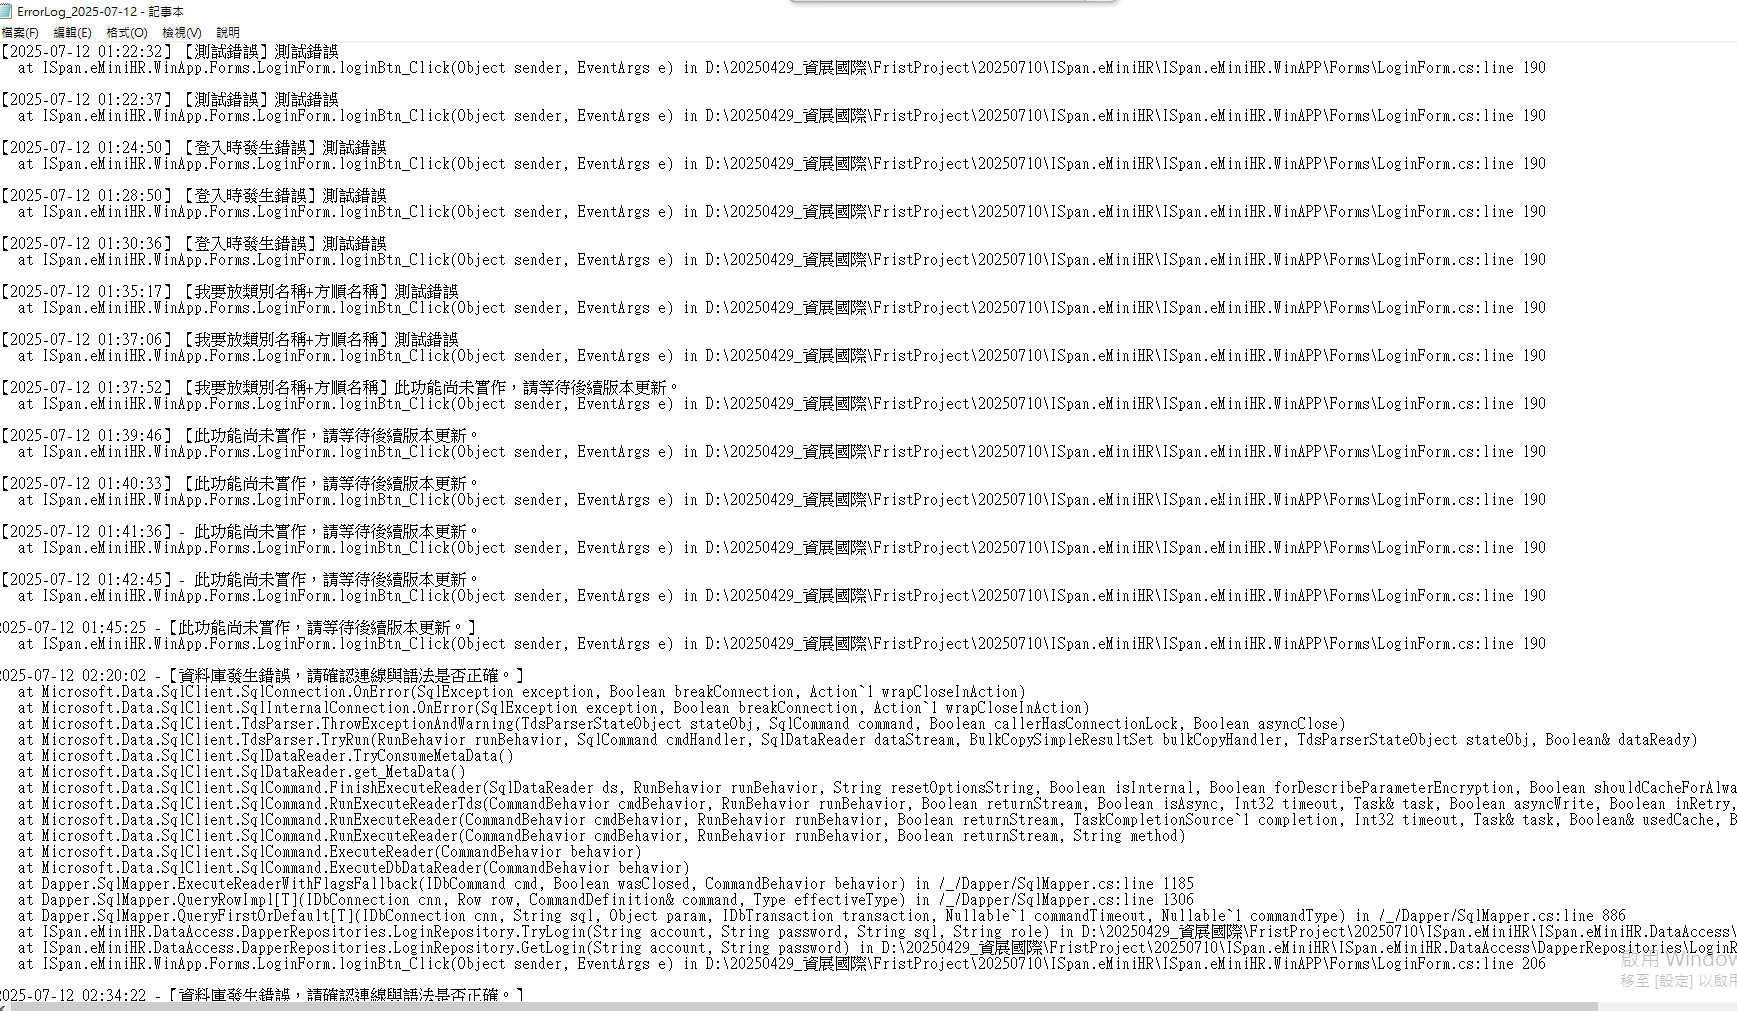 ErrorLog_2025-07-12 - 記事本
檔案(F) 編輯(E) 格式(O) 檢視(V) 說明
【2025-07-12 01:22:32】【測試錯誤】測試錯誤
at ISpan.eMiniHR.WinApp.Forms.LoginForm.loginBtn_Click(Object sender, EventArgs e) in D:\20250429_資展國際\FristProject\20250710\ISpan.eMiniHR\ISpan.eMiniHR.WinAPP\Forms\LoginForm.cs:line 190
【2025-07-12 01:22:37】【測試錯誤】測試錯誤
at ISpan.eMiniHR.WinApp.Forms.LoginForm.loginBtn_Click(Object sender, EventArgs e) in D:\20250429_資展國際\FristProject\20250710\ISpan.eMiniHR\ISpan.eMiniHR.WinAPP\Forms\LoginForm.cs:line 190
【2025-07-12 01:24:50】【登入時發生錯誤】測試錯誤
at ISpan.eMiniHR.WinApp.Forms.LoginForm.loginBtn_Click(Object sender, EventArgs e) in D:\20250429_資展國際\FristProject\20250710\ISpan.eMiniHR\ISpan.eMiniHR.WinAPP\Forms\LoginForm.cs:line 190
【2025-07-12 01:28:50】【登入時發生錯誤】測試錯誤
at ISpan.eMiniHR.WinApp.Forms.LoginForm.loginBtn_Click(Object sender, EventArgs e) in D:\20250429_資展國際\FristProject\20250710\ISpan.eMiniHR\ISpan.eMiniHR.WinAPP\Forms\LoginForm.cs:line 190
【2025-07-12 01:30:36】【登入時發生錯誤】測試錯誤
at ISpan.eMiniHR.WinApp.Forms.LoginForm.loginBtn_Click(Object sender, EventArgs e) in D:\20250429_資展國際\FristProject\20250710\ISpan.eMiniHR\ISpan.eMiniHR.WinAPP\Forms\LoginForm.cs:line 190
【2025-07-12 01:35:17】【我要放類別名稱+方順名稱】測試錯誤
at ISpan.eMiniHR.WinApp.Forms.LoginForm.loginBtn_Click(Object sender, EventArgs e) in D:\20250429_資展國際\FristProject\20250710\ISpan.eMiniHR\ISpan.eMiniHR.WinAPP\Forms\LoginForm.cs:line 190
【2025-07-12 01:37:06】【我要放類別名稱+方順名稱】測試錯誤
at ISpan.eMiniHR.WinApp.Forms.LoginForm.loginBtn_Click(Object sender, EventArgs e) in D:\20250429_資展國際\FristProject\20250710\ISpan.eMiniHR\ISpan.eMiniHR.WinAPP\Forms\LoginForm.cs:line 190
【2025-07-12 01:37:52】【我要放類別名稱+方順名稱】此功能尚未實作，請等待後續版本更新。
at ISpan.eMiniHR.WinApp.Forms.LoginForm.loginBtn_Click(Object sender, EventArgs e) in D:\20250429_資展國際\FristProject\20250710\ISpan.eMiniHR\ISpan.eMiniHR.WinAPP\Forms\LoginForm.cs:line 190
【2025-07-12 01:39:46】【此功能尚未實作，請等待後續版本更新。
at ISpan.eMiniHR.WinApp.Forms.LoginForm.loginBtn_Click(Object sender, EventArgs e) in D:\20250429_資展國際\FristProject\20250710\ISpan.eMiniHR\ISpan.eMiniHR.WinAPP\Forms\LoginForm.cs:line 190
【2025-07-12 01:40:33】【此功能尚未實作，請等待後續版本更新。
at ISpan.eMiniHR.WinApp.Forms.LoginForm.loginBtn_Click(Object sender, EventArgs e) in D:\20250429_資展國際\FristProject\20250710\ISpan.eMiniHR\ISpan.eMiniHR.WinAPP\Forms\LoginForm.cs:line 190
【2025-07-12 01:41:36】- 此功能尚未實作，請等待後續版本更新。
at ISpan.eMiniHR.WinApp.Forms.LoginForm.loginBtn_Click(Object sender, EventArgs e) in D:\20250429_資展國際\FristProject\20250710\ISpan.eMiniHR\ISpan.eMiniHR.WinAPP\Forms\LoginForm.cs:line 190
【2025-07-12 01:42:45】- 此功能尚未實作，請等待後續版本更新。
at ISpan.eMiniHR.WinApp.Forms.LoginForm.loginBtn_Click(Object sender, EventArgs e) in D:\20250429_資展國際\FristProject\20250710\ISpan.eMiniHR\ISpan.eMiniHR.WinAPP\Forms\LoginForm.cs:line 190
2025-07-12 01:45:25 -【此功能尚未實作，請等待後續版本更新。】
at ISpan.eMiniHR.WinApp.Forms.LoginForm.loginBtn_Click(Object sender, EventArgs e) in D:\20250429_資展國際\FristProject\20250710\ISpan.eMiniHR\ISpan.eMiniHR.WinAPP\Forms\LoginForm.cs:line 190
2025-07-12 02:20:02 -【資料庫發生錯誤，請確認連線與語法是否正確。】
at Microsoft.Data.SqlClient.SqlConnection.OnError(SqlException exception, Boolean breakConnection, Action`1 wrapCloseInAction)
at Microsoft.Data.SqlClient.SqlInternalConnection.OnError(SqlException exception, Boolean breakConnection, Action`1 wrapCloseInAction)
at Microsoft.Data.SqlClient.TdsParser.ThrowExceptionAndWarning(TdsParserStateObject stateObj, SqlCommand command, Boolean callerHasConnectionLock, Boolean asyncClose)
at Microsoft.Data.SqlClient.TdsParser.TryRun(RunBehavior runBehavior, SqlCommand cmdHandler, SqlDataReader dataStream, BulkCopySimpleResultSet bulkCopyHandler, TdsParserStateObject stateObj, Boolean& dataReady)
at Microsoft.Data.SqlClient.SqlDataReader.TryConsumeMetaData()
at Microsoft.Data.SqlClient.SqlDataReader.get_MetaData()
at Microsoft.Data.SqlClient.SqlCommand.FinishExecuteReader(SqlDataReader ds, RunBehavior runBehavior, String resetOptionsString, Boolean isInternal, Boolean forDescribeParameterEncryption, Boolean shouldCacheForAlwa
at Microsoft.Data.SqlClient.SqlCommand.RunExecuteReaderTds(CommandBehavior cmdBehavior, RunBehavior runBehavior, Boolean returnStream, Boolean isAsync, Int32 timeout, Task& task, Boolean asyncWrite, Boolean inRetry,
at Microsoft.Data.SqlClient.SqlCommand.RunExecuteReader(CommandBehavior cmdBehavior, RunBehavior runBehavior, Boolean returnStream, TaskCompletionSource`1 completion, Int32 timeout, Task& task, Boolean& usedCache, B
at Microsoft.Data.SqlClient.SqlCommand.RunExecuteReader(CommandBehavior cmdBehavior, RunBehavior runBehavior, Boolean returnStream, String method)
at Microsoft.Data.SqlClient.SqlCommand.ExecuteReader(CommandBehavior behavior)
at Microsoft.Data.SqlClient.SqlCommand.ExecuteDbDataReader(CommandBehavior behavior)
at Dapper.SqlMapper.ExecuteReaderWithFlagsFallback(IDbCommand cmd, Boolean wasClosed, CommandBehavior behavior) in /_/Dapper/SqlMapper.cs:line 1185
at Dapper.SqlMapper.QueryRowImpl[T](IDbConnection cnn, Row row, CommandDefinition& command, Type effectiveType) in /_/Dapper/SqlMapper.cs:line 1306
at Dapper.SqlMapper.QueryFirstOrDefault[T](IDbConnection cnn, String sql, Object param, IDbTransaction transaction, Nullable`1 commandTimeout, Nullable`1 commandType) in /_/Dapper/SqlMapper.cs:line 886
at ISpan.eMiniHR.DataAccess.DapperRepositories.LoginRepository.TryLogin(String account, String password, String sql, String role) in D:\20250429_資展國際\FristProject\20250710\ISpan.eMiniHR\ISpan.eMiniHR.DataAccess\
at ISpan.eMiniHR.DataAccess.DapperRepositories.LoginRepository.GetLogin(String account, String password) in D:\20250429_資展國際\FristProject\20250710\ISpan.eMiniHR\ISpan.eMiniHR.DataAccess\DapperRepositories\LoginR
at ISpan.eMiniHR.WinApp.Forms.LoginForm.loginBtn_Click(Object sender, EventArgs e) in D:\20250429_資展國際\FristProject\20250710\ISpan.eMiniHR\ISpan.eMiniHR.WinAPP\Forms\LoginForm.cs:line 206
啟用 Window
移至 [設定] 以啟用
2025-07-12 02:34:22 -【資料庫發生錯誤，請確認連線與語法是否正確。】